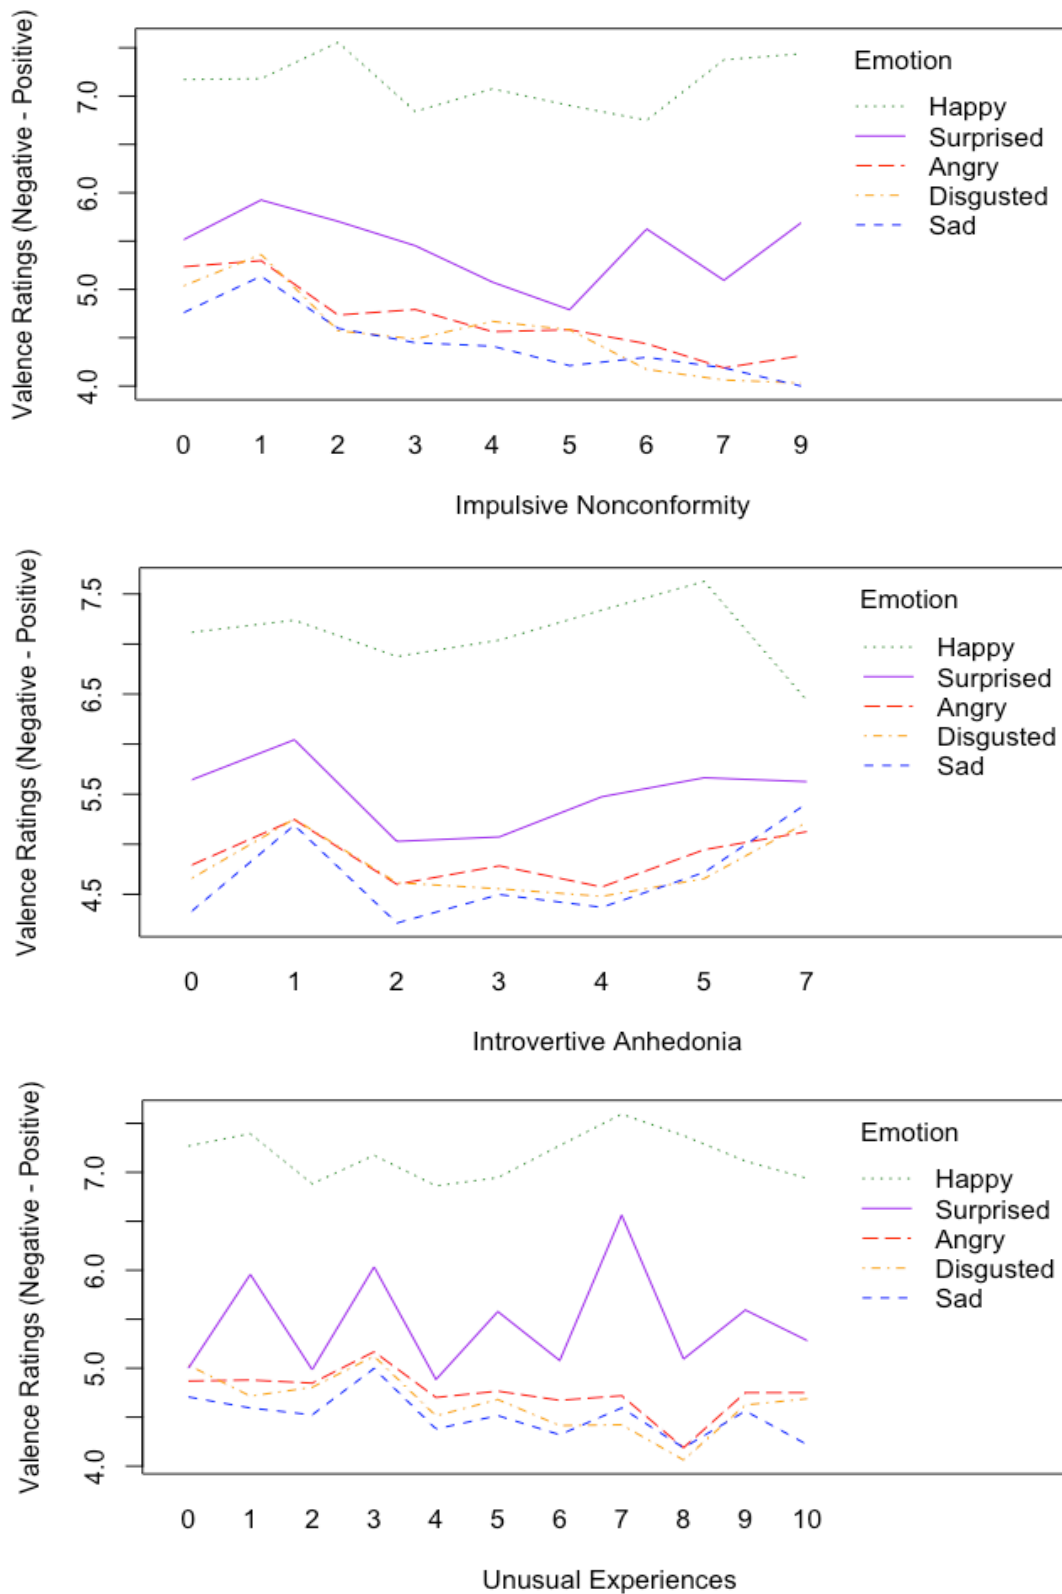 Valence Ratings (Negative - Positive)
7.0
6.0
5.0
4.0
Emotion
Happy
Surprised
Angry
Disgusted
Sad
0 1 2 3 4 5 6 7 9
Impulsive Nonconformity
Valence Ratings (Negative - Positive)
7.5
6.5
5.5
4.5
Emotion
Happy
Surprised
Angry
Disgusted
Sad
0 1 2 3 4 5 7
Introvertive Anhedonia
Valence Ratings (Negative - Positive)
7.0
6.0
5.0
4.0
Emotion
Happy
Surprised
Angry
Disgusted
Sad
0 1 2 3 4 5 6 7 8 9 10
Unusual Experiences